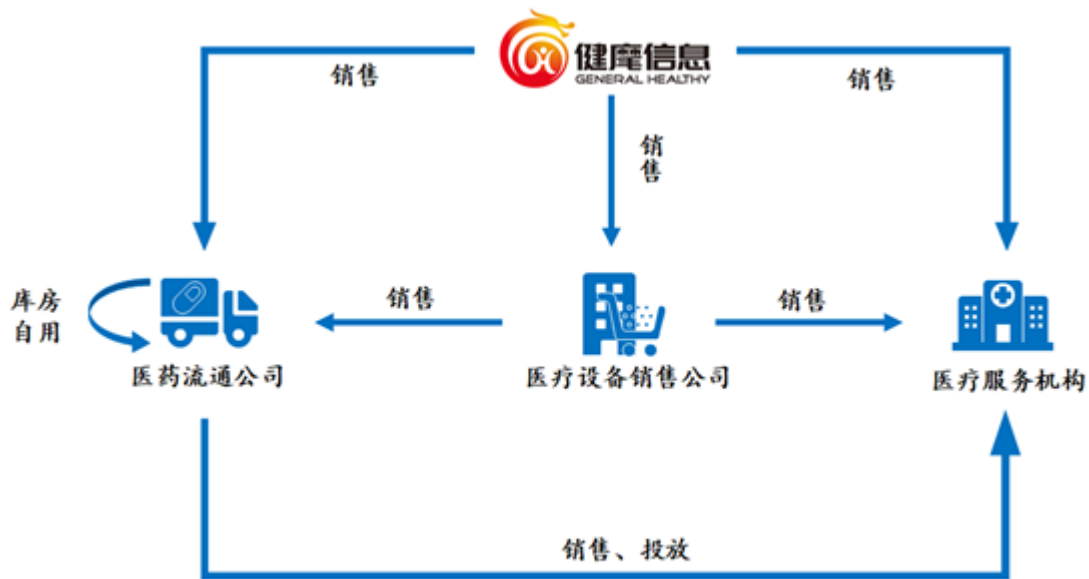 健麾信息
GENERAL HEALTHY
销售
销售
销
售
库房
自用
销售
销售
医药流通公司
医疗设备销售公司
医疗服务机构
销售、投放